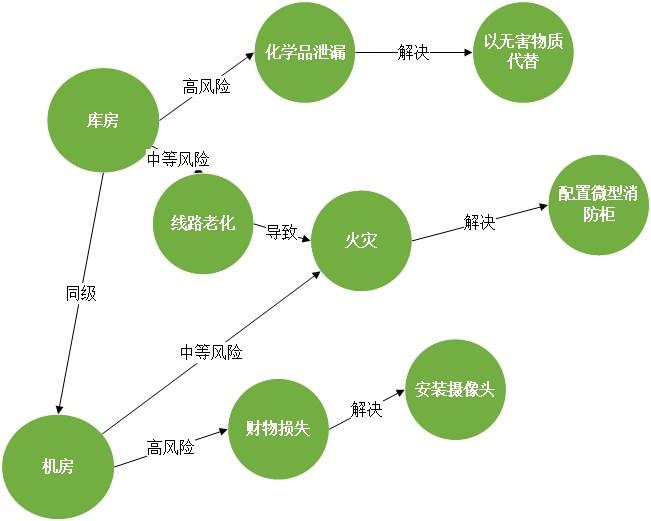 化学品泄漏
解决
以无害物质
代替
高风险
库房
中等风险
线路老化
导致
火灾
解决
配置微型消
防柜
同级
中等风险
机房
高风险
财物损失
解决
安装摄像头